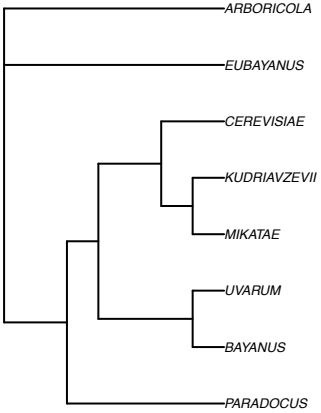 ARBORICOLA
EUBAYANUS
CEREVISIAE
KUDRIAVZEVII
MIKATAE
UVARUM
BAYANUS
PARADOCUS